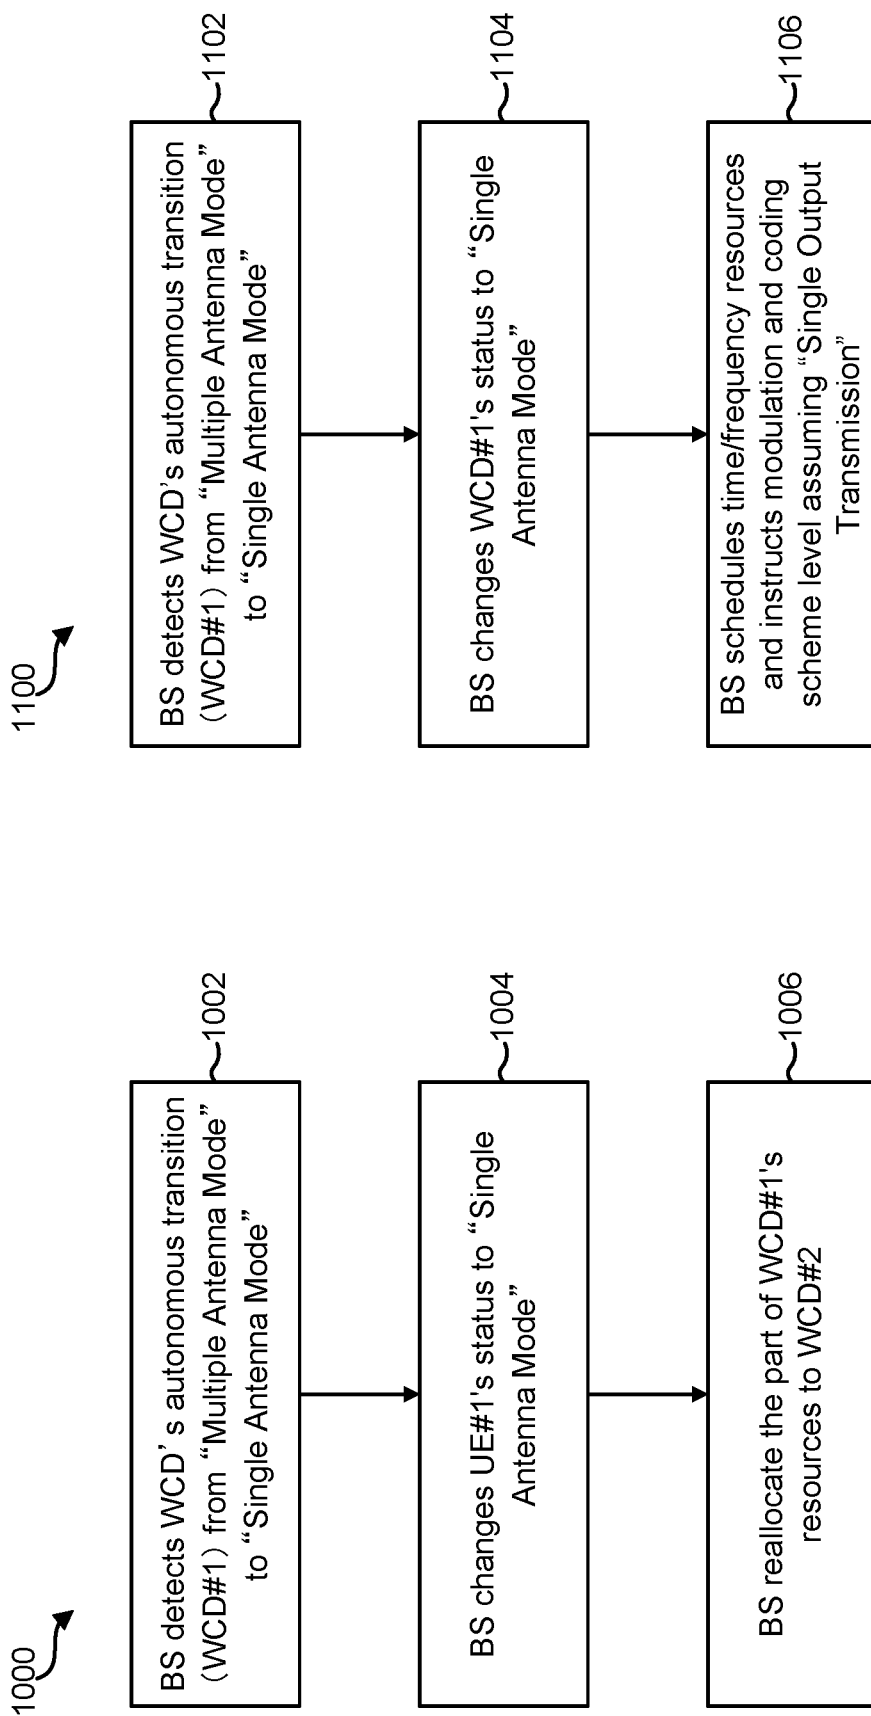 1000
BS detects WCD's autonomous transition
(WCD#1) from “Multiple Antenna Mode”
to “Single Antenna Mode”
1002
BS changes UE#1's status to “Single
Antenna Mode”
1004
BS reallocate the part of WCD#1's
resources to WCD#2
1006
1100
BS detects WCD's autonomous transition
(WCD#1) from “Multiple Antenna Mode”
to “Single Antenna Mode”
1102
BS changes WCD#1's status to “Single
Antenna Mode”
1104
BS schedules time/frequency resources
and instructs modulation and coding
scheme level assuming “Single Output
Transmission”
1106